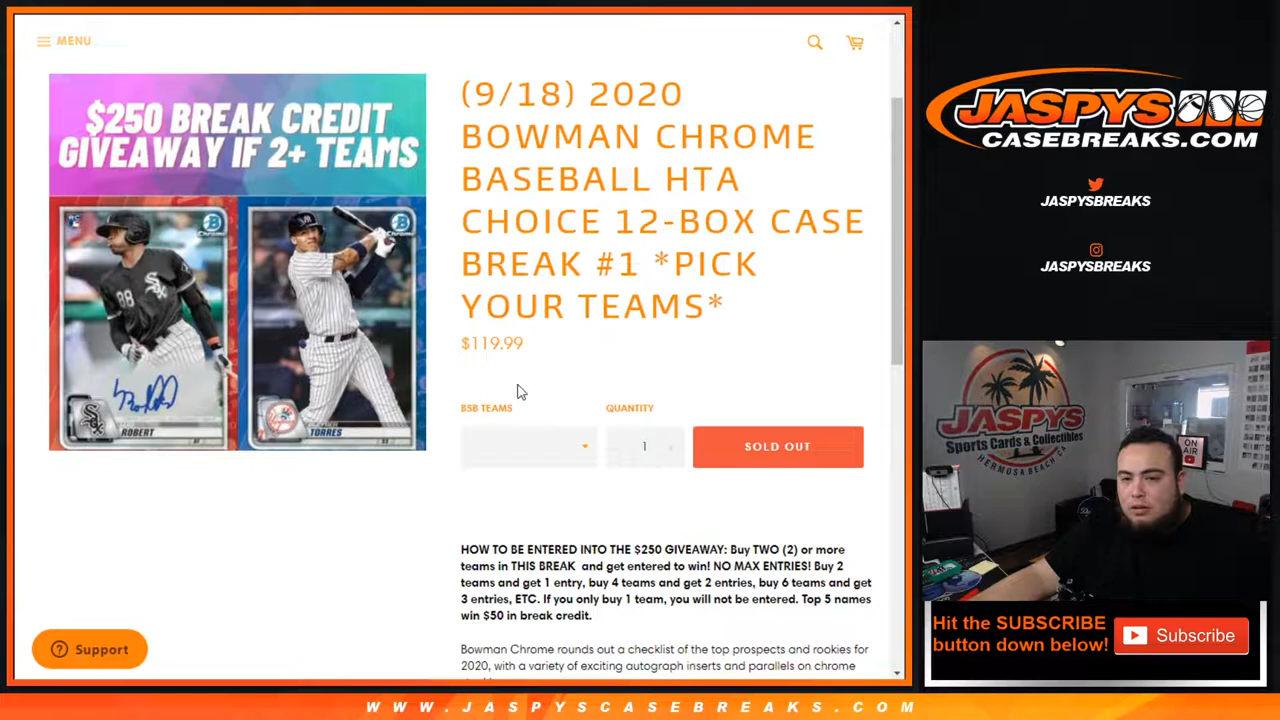 MENU
$250 BREAK CREDIT
GIVEAWAY IF 2+ TEAMS
(9/18) 2020
BOWMAN CHROME
BASEBALL HTA
CHOICE 12-BOX CASE
BREAK #1 *PICK
YOUR TEAMS*
$119.99
BSB TEAMS
QUANTITY
1
SOLD OUT
88
Chrome
ROBERT
Chrome
TORRES
HOW TO BE ENTERED INTO THE $250 GIVEAWAY: Buy TWO (2) or more
teams in THIS BREAK and get entered to win! NO MAX ENTRIES! Buy 2
teams and get 1 entry, buy 4 teams and get 2 entries, buy 6 teams and get
3 entries, ETC. If you only buy 1 team, you will not be entered. Top 5 names
win $50 in break credit.
Bowman Chrome rounds out a checklist of the top prospects and rookies for
2020, with a variety of exciting autograph inserts and parallels on chrome
Support
JASPYS
CASEBREAKS.COM
JASPYSBREAKS
JASPYSBREAKS
JASPYS
Sports Cards & Collectibles
HERMOSA BEACH CA
ON
AIR
Hit the SUBSCRIBE
button down below!
Subscribe
WWW.JASPYSCASEBREAKS.COM